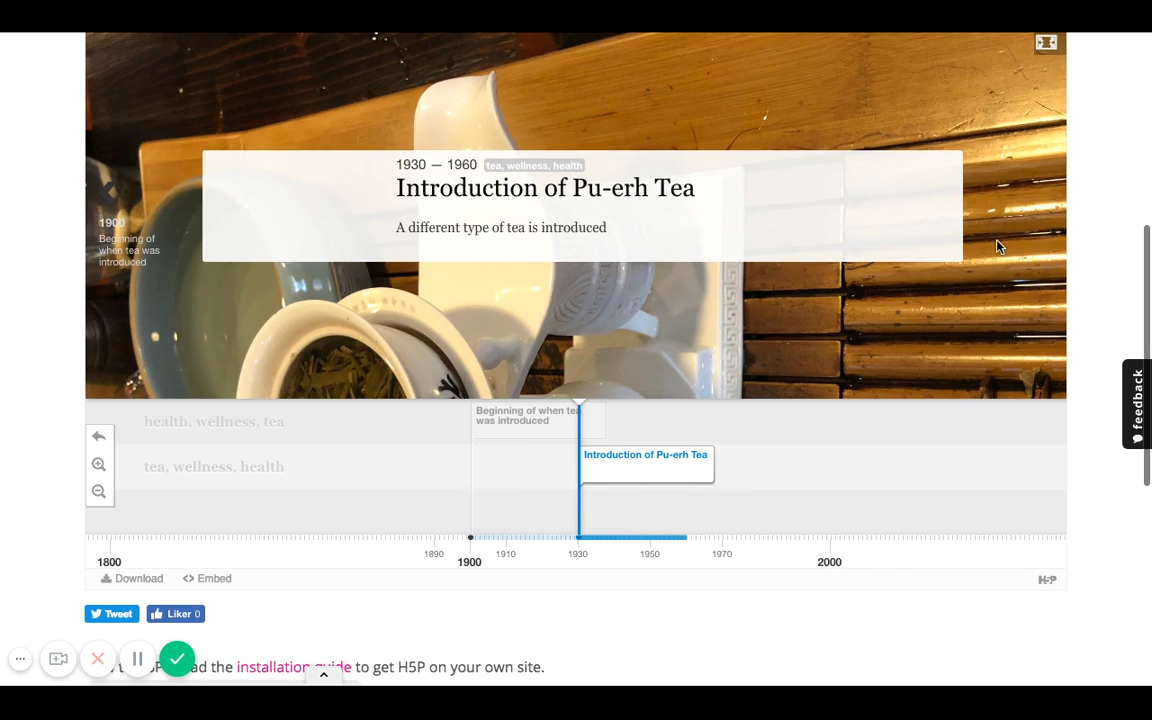 1930 — 1960 tea, wellness, health
Introduction of Pu-erh Tea
A different type of tea is introduced
1900
Beginning of
when tea was
introduced
health, wellness, tea
tea, wellness, health
Beginning of when tea
was introduced
Introduction of Pu-erh Tea
1890 1910 1930 1950 1970
1800 1900 2000
Download <> Embed
H5P
Tweet Liker 0
feedback
ad the installation guide to get H5P on your own site.